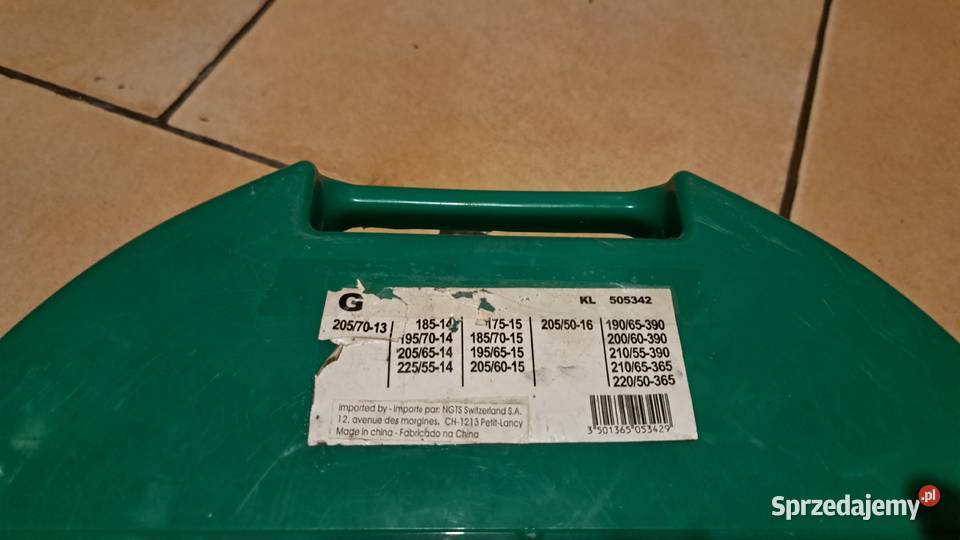 G KL 505342
205/70-13 185-14 175-15 205/50-16 190/65-390
195/70-14 185/70-15 200/60-390
205/65-14 195/65-15 210/55-390
225/55-14 205/60-15 210/65-365
220/50-365
Imported by - Importe par: NGTS Switzerland S.A.
12, avenue des morgines, CH-1213 Petit-Lancy
Made in china - Fabricado na China
3 501365 053429
Sprzedajemy.pl